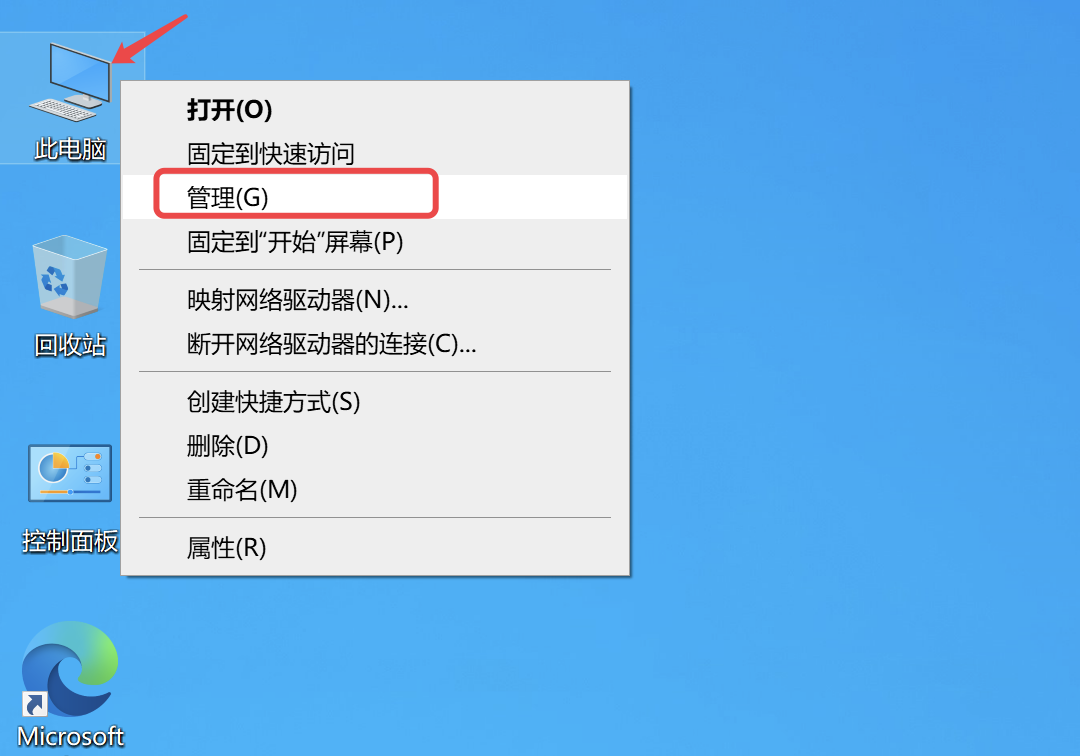 此电脑
打开(O)
固定到快速访问
管理(G)
固定到“开始”屏幕(P)
映射网络驱动器(N)...
断开网络驱动器的连接(C)...
创建快捷方式(S)
删除(D)
重命名(M)
属性(R)
回收站
控制面板
Microsoft